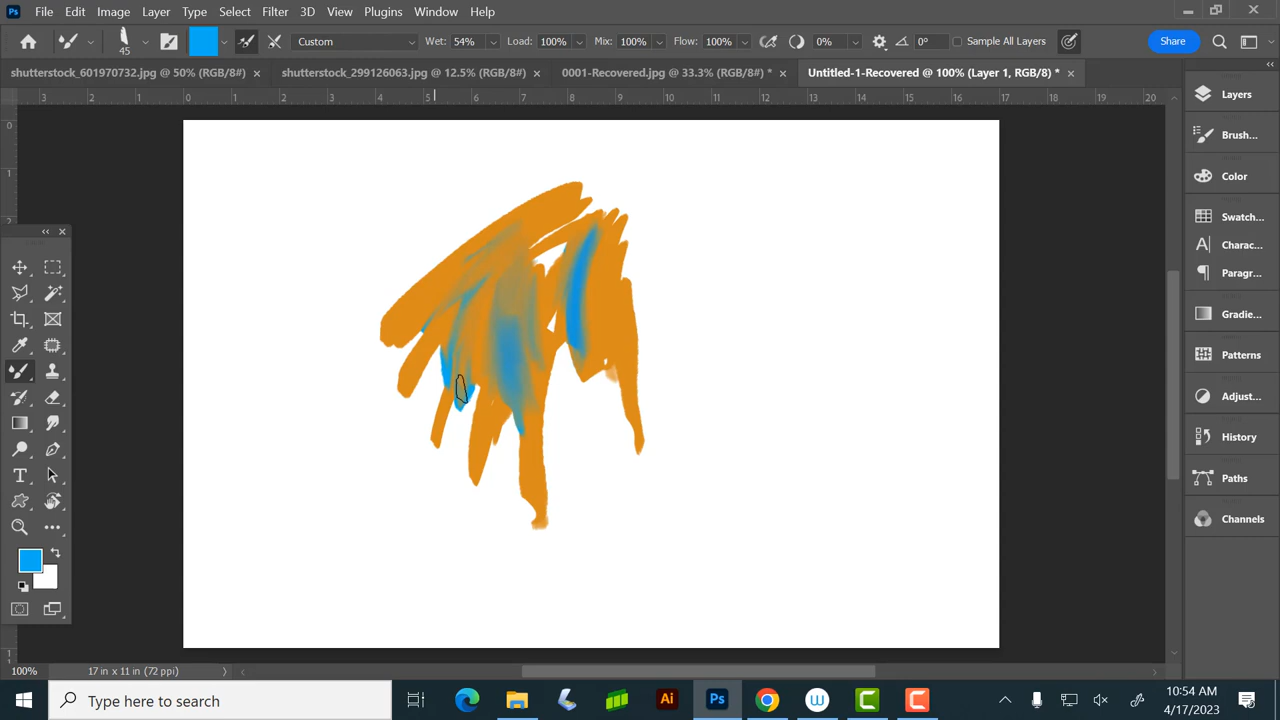 Ps File Edit Image Layer Type Select Filter 3D View Plugins Window Help
45 Custom Wet: 54% Load: 100% Mix: 100% Flow: 100% 0% 0° Sample All Layers Share
shutterstock_601970732.jpg @ 50% (RGB/8#) × shutterstock_299126063.jpg @ 12.5% (RGB/8#) × 0001-Recovered.jpg @ 33.3% (RGB/8#) * × Untitled-1-Recovered @ 100% (Layer 1, RGB/8) * ×
3 2 1 0 1 2 3 4 5 6 7 8 9 10 11 12 13 14 15 16 17 18 19 20
0
1
2
1
Layers
Brush...
Color
Swatch...
Charac...
Paragr...
Gradie...
Patterns
Adjust...
History
Paths
Channels
100% 17 in x 11 in (72 ppi)
Type here to search Ai Ps
10:54 AM
4/17/2023